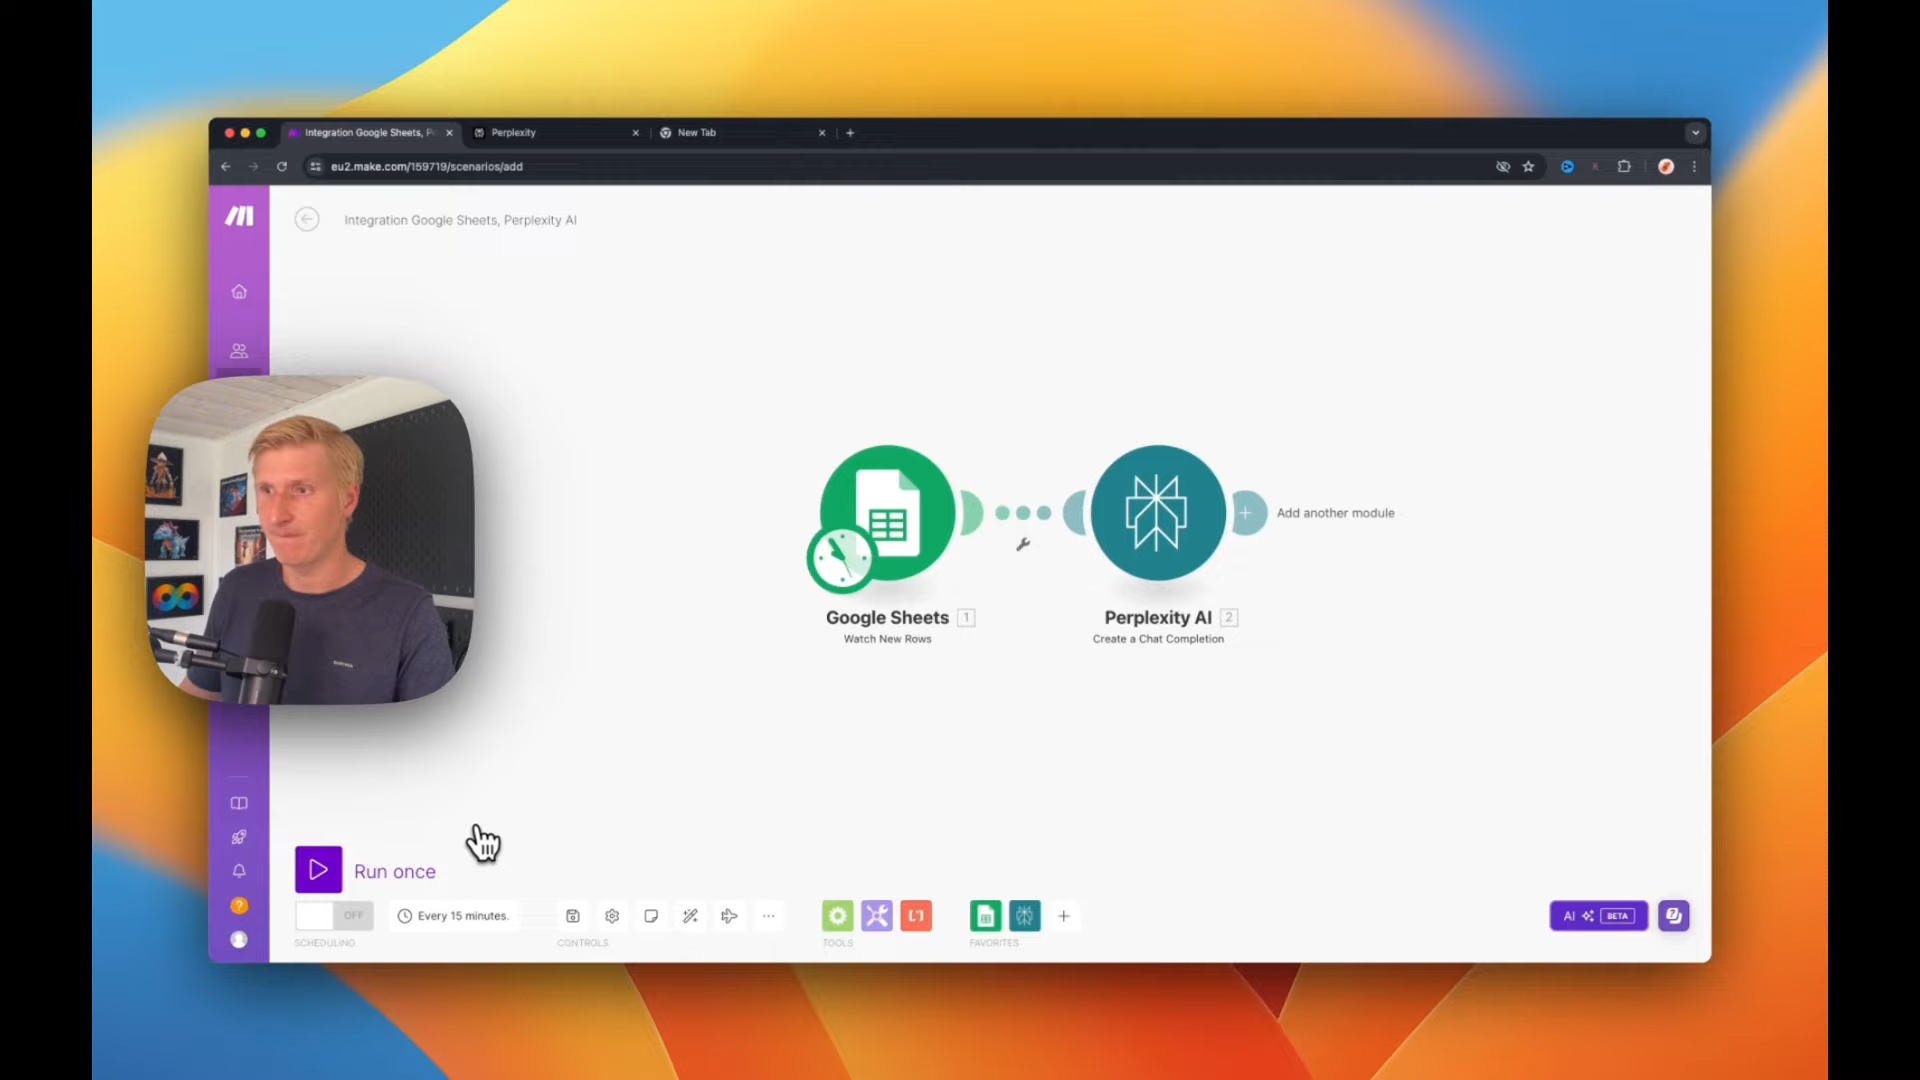 Integration Google Sheets, P
Perplexity
New Tab
eu2.make.com/159719/scenarios/add
Integration Google Sheets, Perplexity AI
Add another module
Google Sheets 1
Watch New Rows
Perplexity AI 2
Create a Chat Completion
Run once
OFF
Every 15 minutes.
SCHEDULING
CONTROLS
TOOLS
FAVORITES
AI BETA